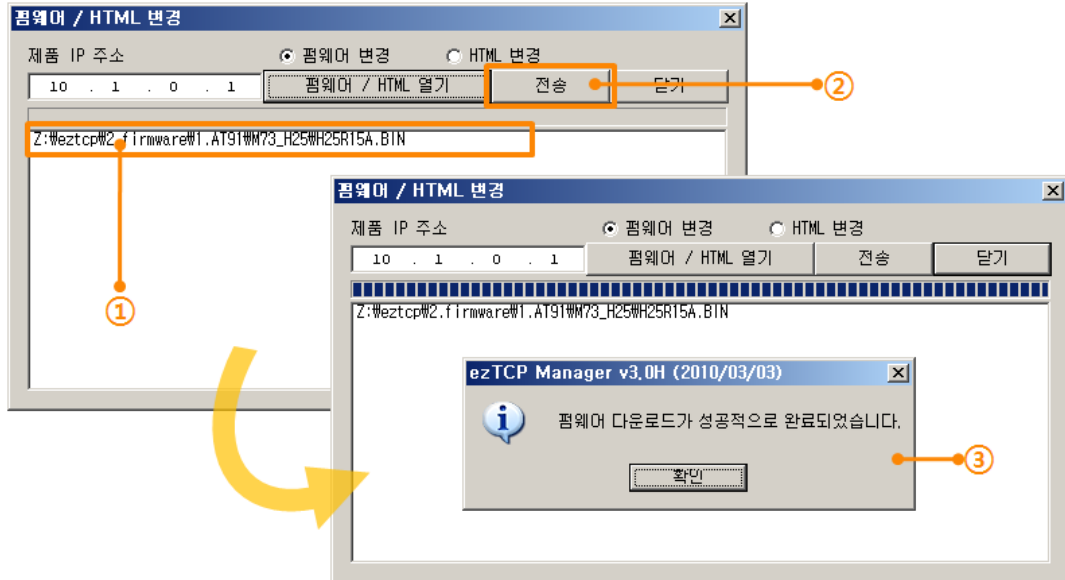 펌웨어 / HTML 변경
제품 IP 주소 펌웨어 변경 HTML 변경
10 . 1 . 0 . 1 펌웨어 / HTML 열기 전송 닫기
②
Z:₩eztcp₩2.firmware₩1.AT91₩M73_H25₩H25R15A.BIN
①
펌웨어 / HTML 변경
제품 IP 주소 펌웨어 변경 HTML 변경
10 . 1 . 0 . 1 펌웨어 / HTML 열기 전송 닫기
Z:₩eztcp₩2.firmware₩1.AT91₩M73_H25₩H25R15A.BIN
ezTCP Manager v3.0H (2010/03/03)
펌웨어 다운로드가 성공적으로 완료되었습니다.
③
확인